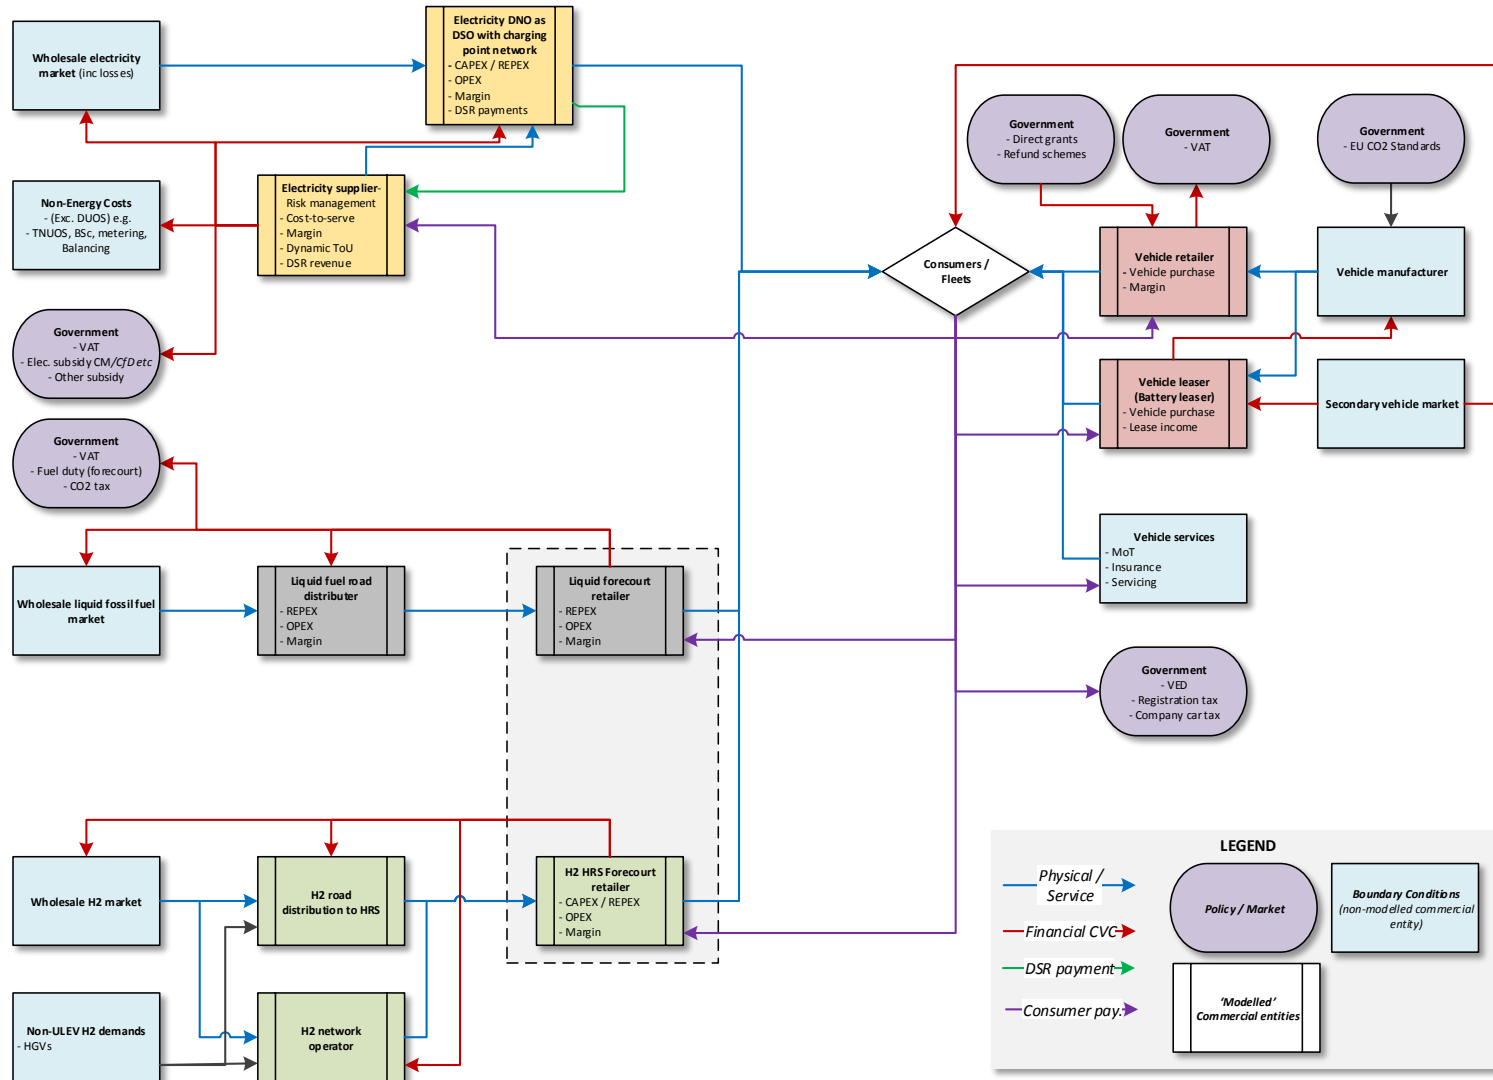 Wholesale electricity
market (inc losses)
Electricity DNO as
DSO with charging
point network
- CAPEX / REPEX
- OPEX
- Margin
- DSR payments
Government
- Direct grants
- Refund schemes
Government
- VAT
Government
- EU CO2 Standards
Non-Energy Costs
- (Exc. DUOS) e.g.
- TNUOS, BSc, metering,
Balancing
Electricity supplier-
Risk management
- Cost-to-serve
- Margin
- Dynamic ToU
- DSR revenue
Consumers /
Fleets
Vehicle retailer
- Vehicle purchase
- Margin
Vehicle manufacturer
Government
- VAT
- Elec. subsidy CM/CfD etc
- Other subsidy
Vehicle leaser
(Battery leaser)
- Vehicle purchase
- Lease income
Secondary vehicle market
Government
- VAT
- Fuel duty (forecourt)
- CO2 tax
Vehicle services
- MoT
- Insurance
- Servicing
Wholesale liquid fossil fuel
market
Liquid fuel road
distributer
- REPEX
- OPEX
- Margin
Liquid forecourt
retailer
- REPEX
- OPEX
- Margin
Government
- VED
- Registration tax
- Company car tax
Wholesale H2 market
H2 road
distribution to HRS
H2 HRS Forecourt
retailer
- CAPEX / REPEX
- OPEX
- Margin
Non-ULEV H2 demands
- HGVs
H2 network
operator
LEGEND
Physical /
Service
Financial CVC
DSR payment
Consumer pay.
Policy / Market
Boundary Conditions
(non-modelled commercial
entity)
'Modelled'
Commercial entities